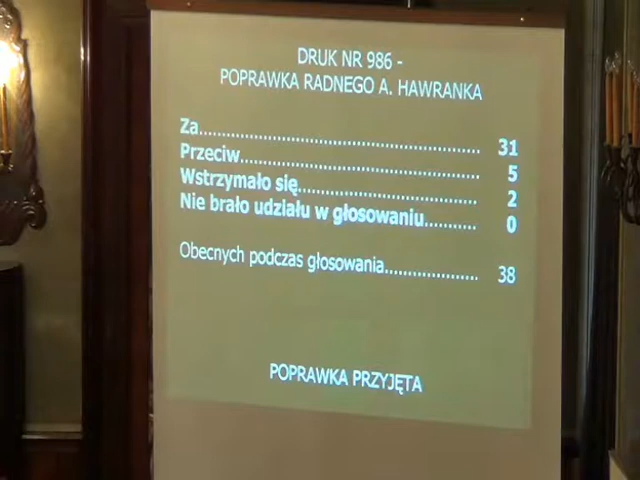 DRUK NR 986 -
POPRAWKA RADNEGO A. HAWRANKA
Za............................................................ 31
Przeciw.................................................... 5
Wstrzymało się........................................ 2
Nie brało udziału w głosowaniu............ 0
Obecnych podczas głosowania.................... 38
POPRAWKA PRZYJĘTA